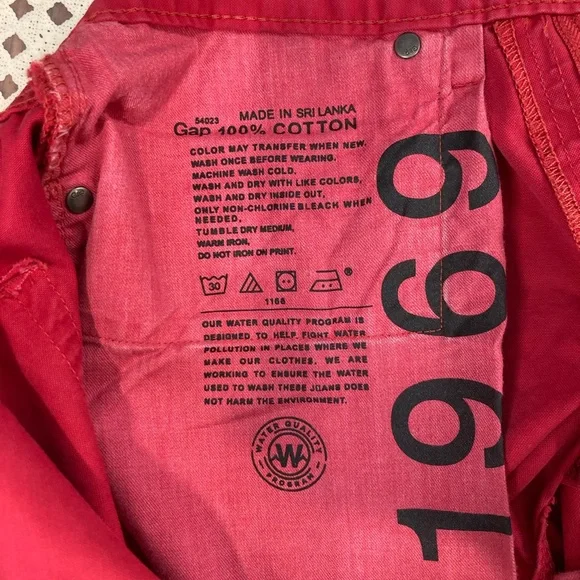 54023 MADE IN SRI LANKA
Gap 100% COTTON
COLOR MAY TRANSFER WHEN NEW.
WASH ONCE BEFORE WEARING.
MACHINE WASH COLD.
WASH AND DRY WITH LIKE COLORS,
WASH AND DRY INSIDE OUT,
ONLY NON-CHLORINE BLEACH WHEN
NEEDED.
TUMBLE DRY MEDIUM,
WARM IRON,
DO NOT IRON ON PRINT.
30
1166
OUR WATER QUALITY PROGRAM IS
DESIGNED TO HELP FIGHT WATER
POLLUTION IN PLACES WHERE WE
MAKE OUR CLOTHES. WE ARE
WORKING TO ENSURE THE WATER
USED TO WASH THESE JEANS DOES
NOT HARM THE ENVIRONMENT.
WATER QUALITY
W
PROGRAM
1969